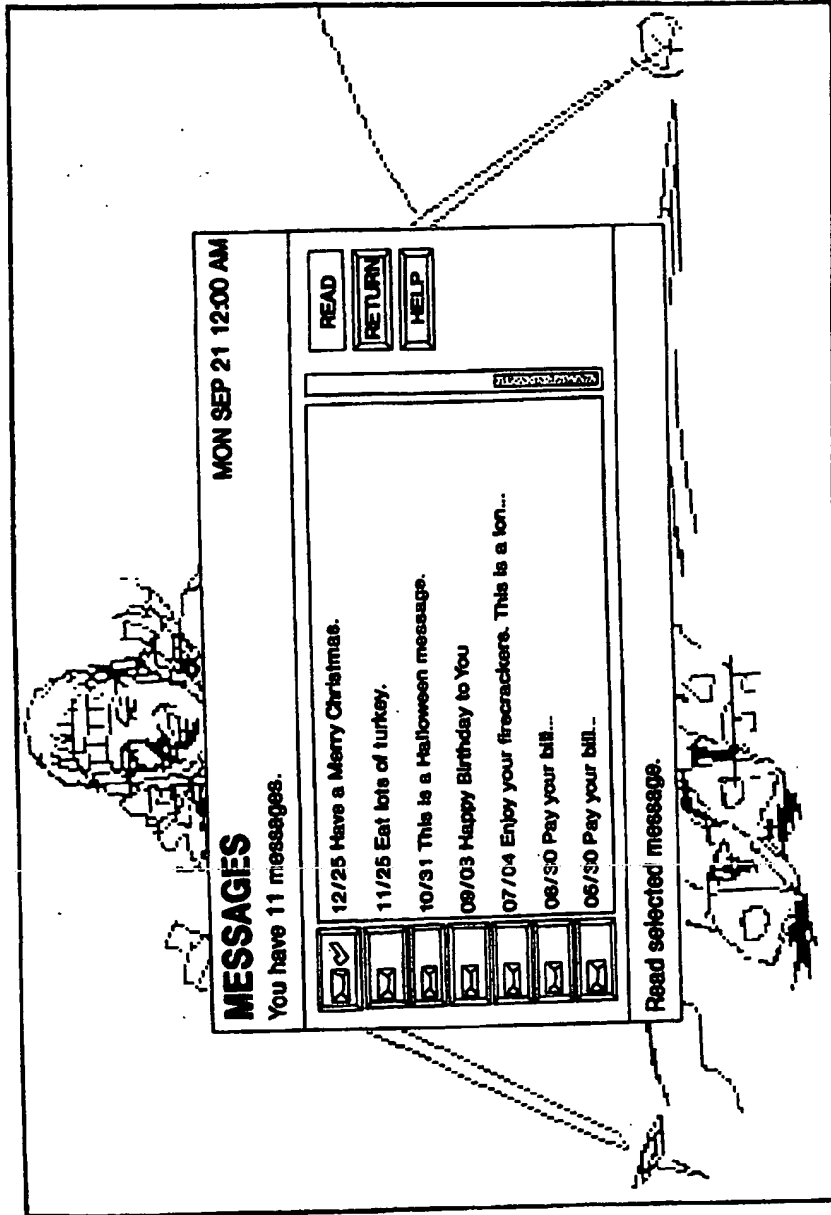 MESSAGES
MON SEP 21 12:00 AM
You have 11 messages.
12/25 Have a Merry Christmas.
11/25 Eat lots of turkey.
10/31 This is a Halloween message.
09/03 Happy Birthday to You
07/04 Enjoy your firecrackers. This is a lon...
06/30 Pay your bill...
05/30 Pay your bill...
READ
RETURN
HELP
Read selected message.